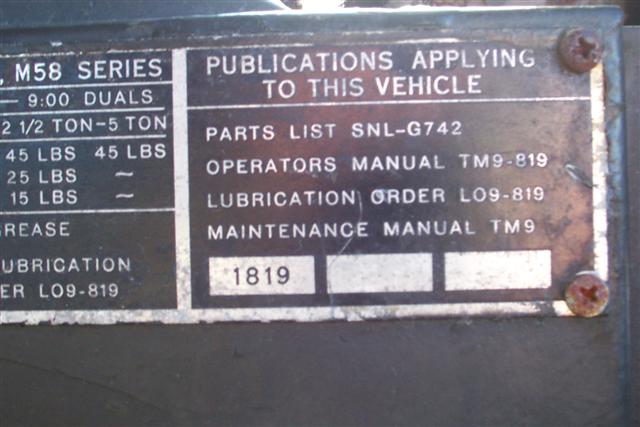 , M58 SERIES
— 9:00 DUALS
2 1/2 TON-5 TON
45 LBS 45 LBS
25 LBS ~
15 LBS ~
GREASE
UBRICATION
ER LO9-819
PUBLICATIONS APPLYING
TO THIS VEHICLE
PARTS LIST SNL-G742
OPERATORS MANUAL TM9-819
LUBRICATION ORDER LO9-819
MAINTENANCE MANUAL TM9
1819